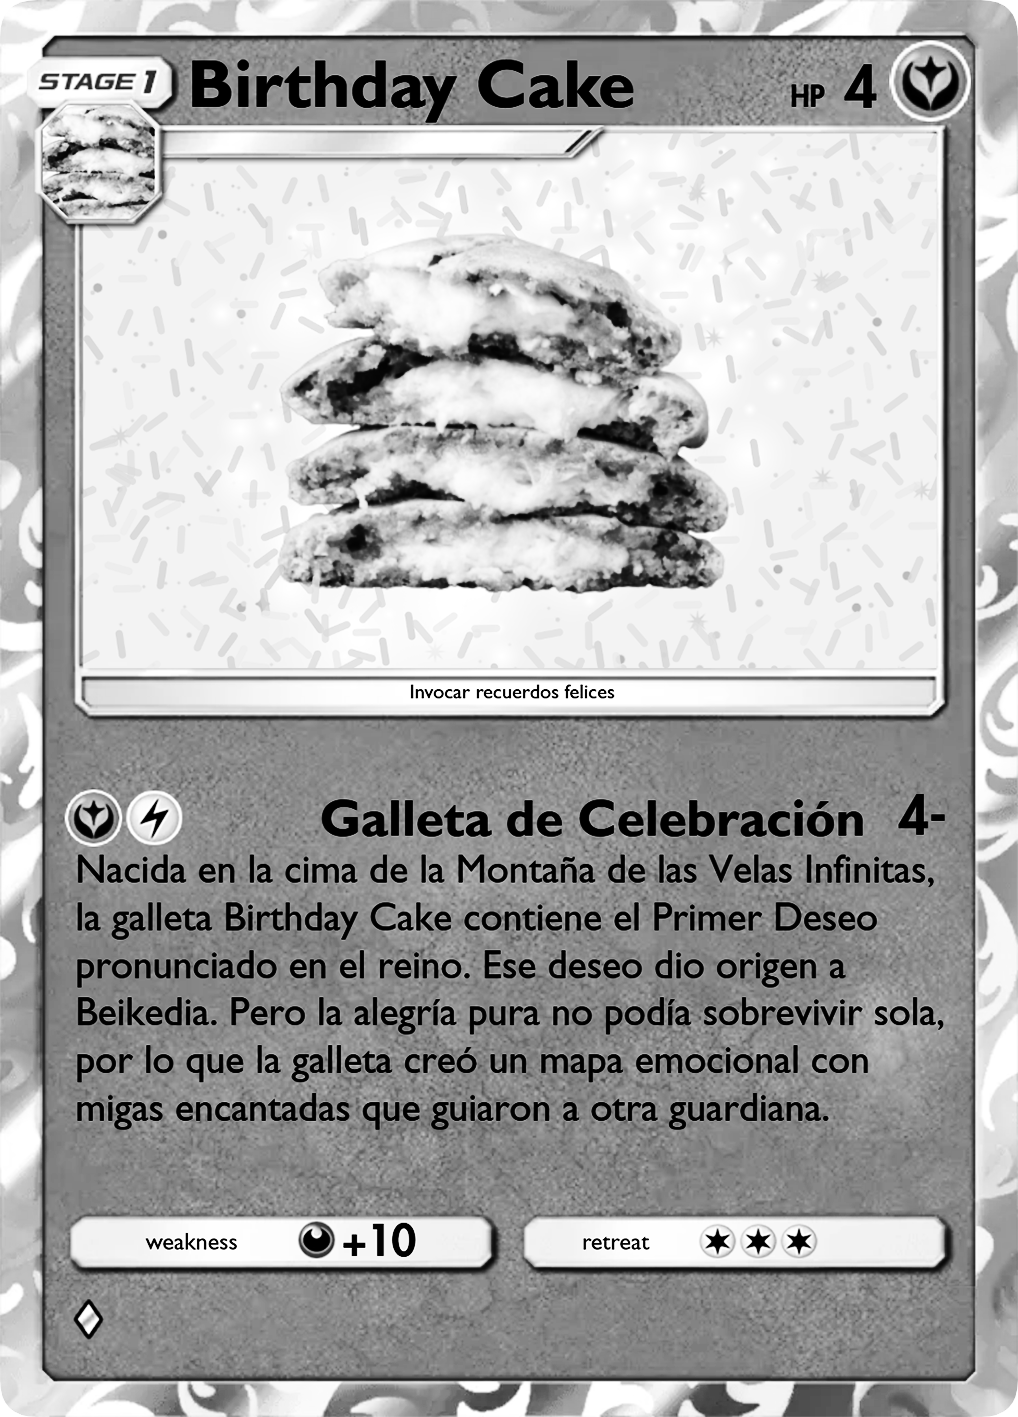 STAGE 1
Birthday Cake
HP 4
Invocar recuerdos felices
Galleta de Celebración 4-
Nacida en la cima de la Montaña de las Velas Infinitas,
la galleta Birthday Cake contiene el Primer Deseo
pronunciado en el reino. Ese deseo dio origen a
Beikedia. Pero la alegría pura no podía sobrevivir sola,
por lo que la galleta creó un mapa emocional con
migas encantadas que guiaron a otra guardiana.
weakness +10
retreat